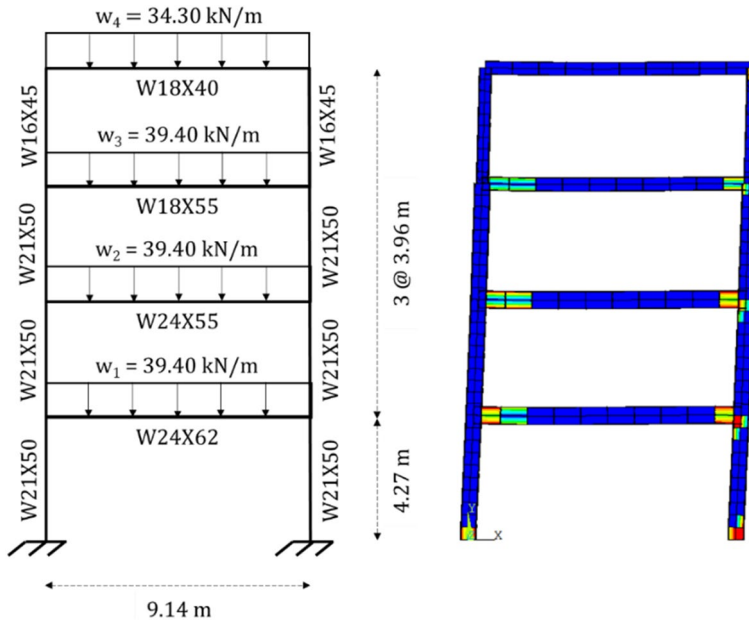 w₄ = 34.30 kN/m
W18X40
W16X45
W16X45
w₃ = 39.40 kN/m
W18X55
W21X50
W21X50
w₂ = 39.40 kN/m
W24X55
W21X50
W21X50
w₁ = 39.40 kN/m
W24X62
W21X50
W21X50
9.14 m
3 @ 3.96 m
4.27 m
Y
X